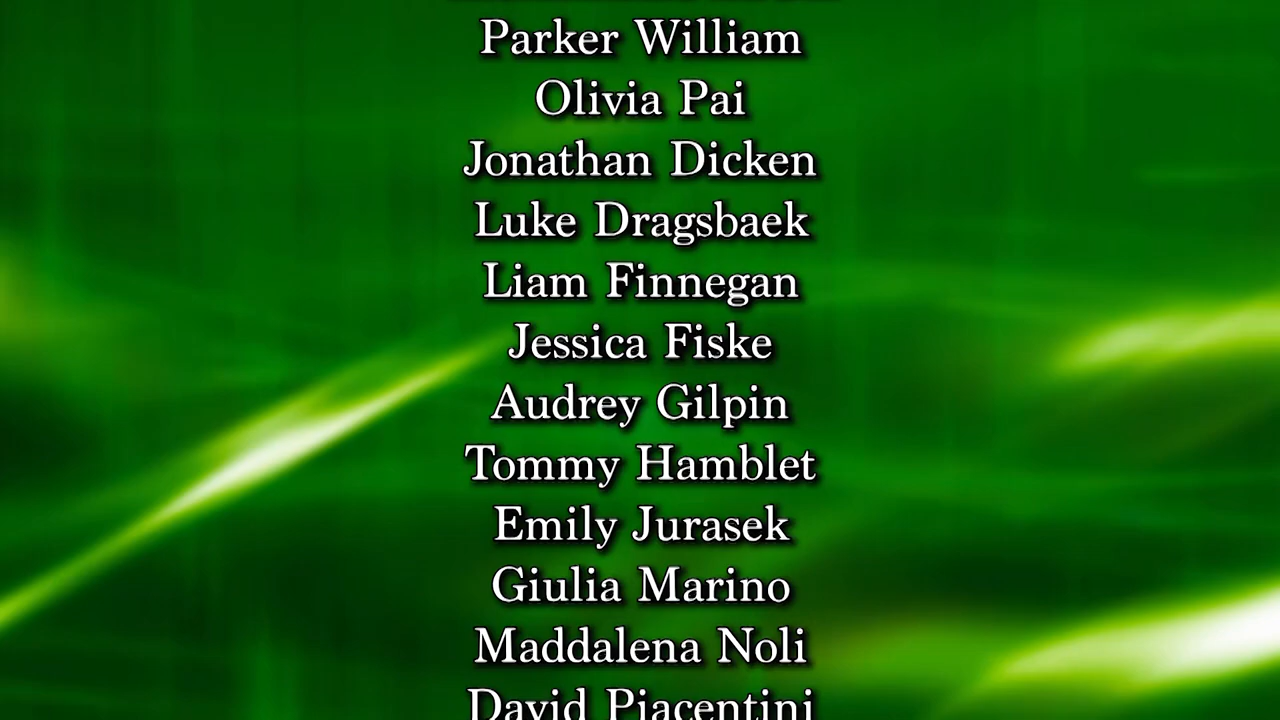 Parker William
Olivia Pai
Jonathan Dicken
Luke Dragsbaek
Liam Finnegan
Jessica Fiske
Audrey Gilpin
Tommy Hamblet
Emily Jurasek
Giulia Marino
Maddalena Noli
David Piacentini